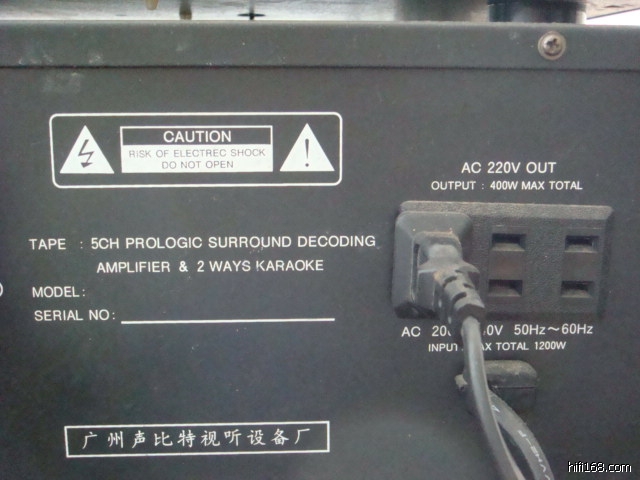 CAUTION
RISK OF ELECTREC SHOCK
DO NOT OPEN
AC 220V OUT
OUTPUT : 400W MAX TOTAL
TAPE : 5CH PROLOGIC SURROUND DECODING
AMPLIFIER & 2 WAYS KARAOKE
MODEL:
SERIAL NO:
AC 50Hz～60Hz
TOTAL 1200W
广州声比特视听设备厂
hifi168.com